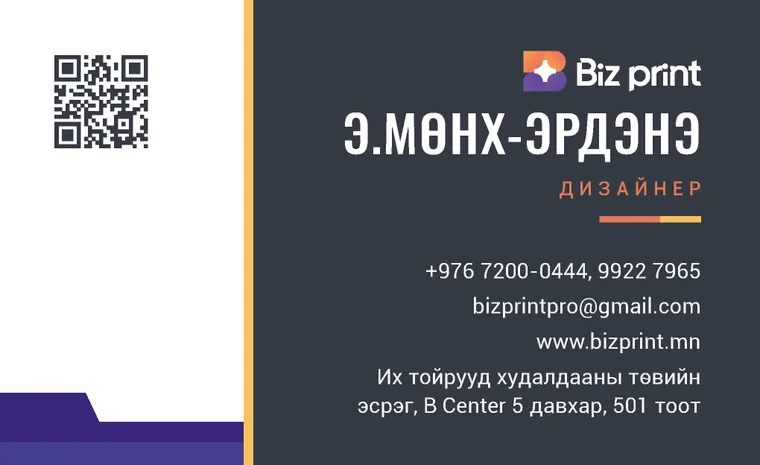 Biz print
Э.МӨНХ-ЭРДЭНЭ
ДИЗАЙНЕР
+976 7200-0444, 9922 7965
bizprintpro@gmail.com
www.bizprint.mn
Их тойрууд худалдааны төвийн
эсрэг, B Center 5 давхар, 501 тоот